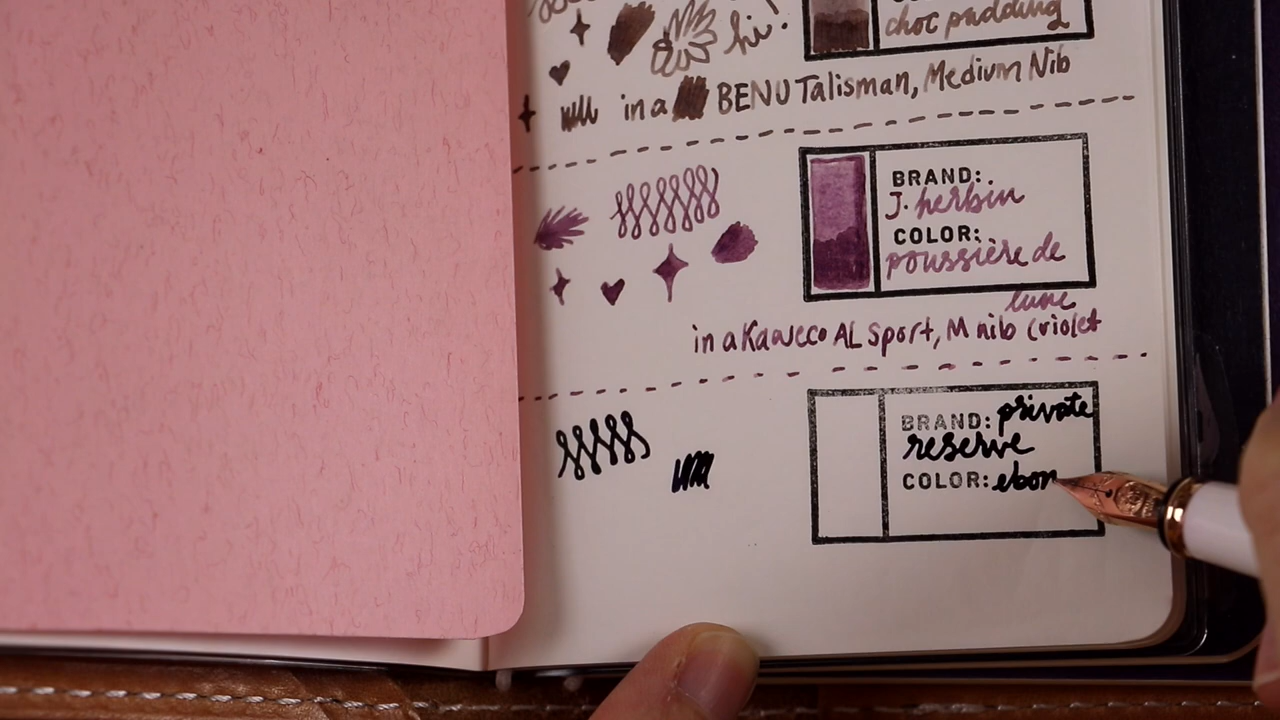 hi!
choc pudding
in a BENU Talisman, Medium Nib
BRAND:
J. herbin
COLOR:
poussière de
lune
in a Kaweco AL Sport, M nib (violet
BRAND: private
reserve
COLOR: ebon